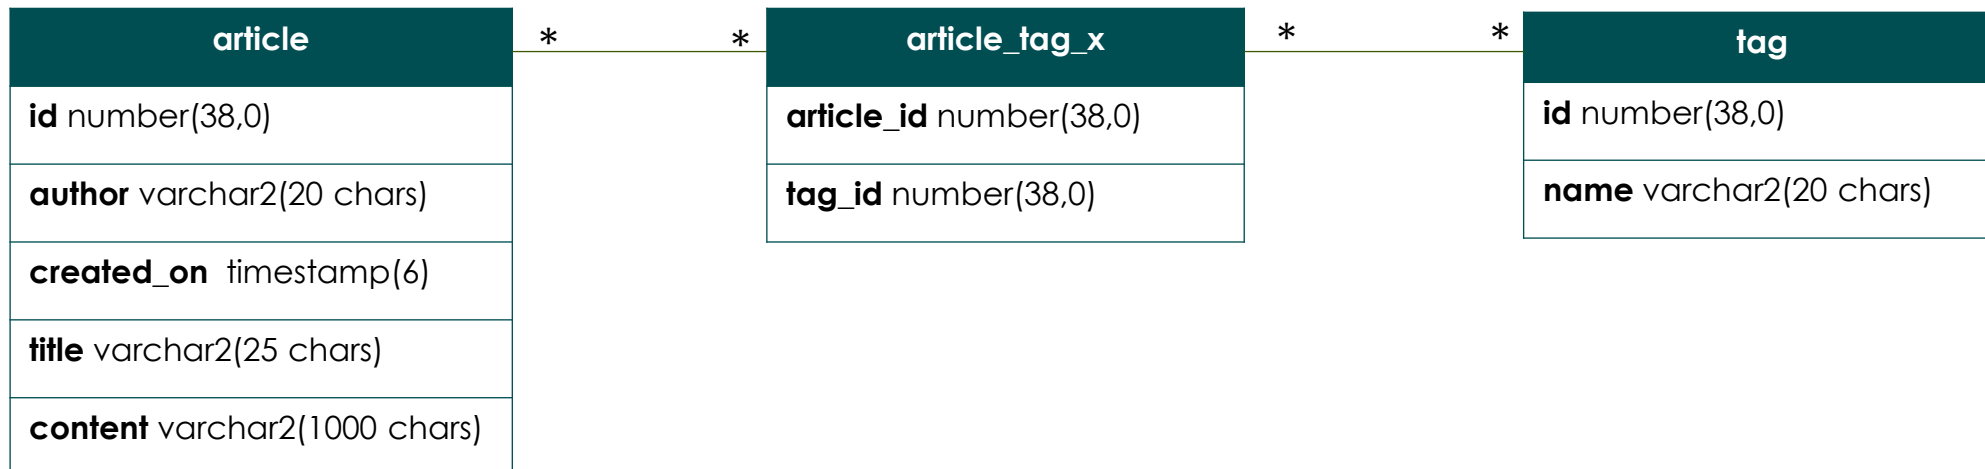 article
* *
article_tag_x
* *
tag
id number(38,0)
author varchar2(20 chars)
created_on timestamp(6)
title varchar2(25 chars)
content varchar2(1000 chars)
article_id number(38,0)
tag_id number(38,0)
id number(38,0)
name varchar2(20 chars)